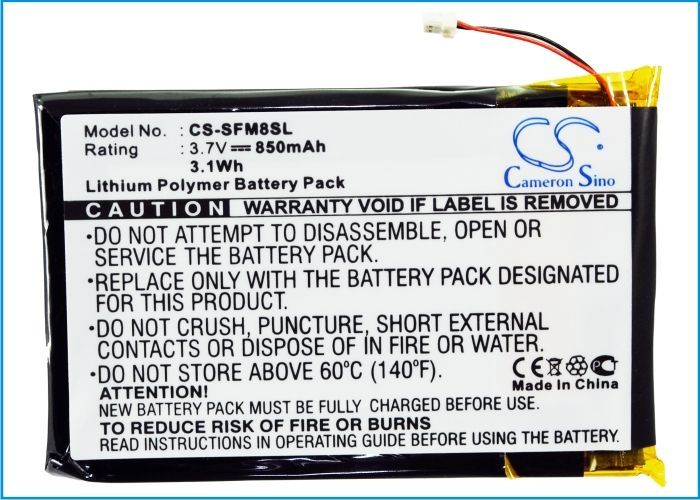 Model No. : CS-SFM8SL
Rating : 3.7V 850mAh
3.1Wh
Lithium Polymer Battery Pack
CS
Cameron Sino
CAUTION WARRANTY VOID IF LABEL IS REMOVED
•DO NOT ATTEMPT TO DISASSEMBLE, OPEN OR
SERVICE THE BATTERY PACK.
•REPLACE ONLY WITH THE BATTERY PACK DESIGNATED
FOR THIS PRODUCT.
•DO NOT CRUSH, PUNCTURE, SHORT EXTERNAL
CONTACTS, OR DISPOSE OF IN FIRE OR WATER.
•DO NOT STORE ABOVE 60°C (140°F).
CE
Made In China
ATTENTION:
NEW BATTERY PACK MUST BE FULLY CHARGED BEFORE USE.
TO REDUCE RISK OF FIRE OR BURNS
READ INSTRUCTIONS OF OPERATING GUIDE BEFORE USE.